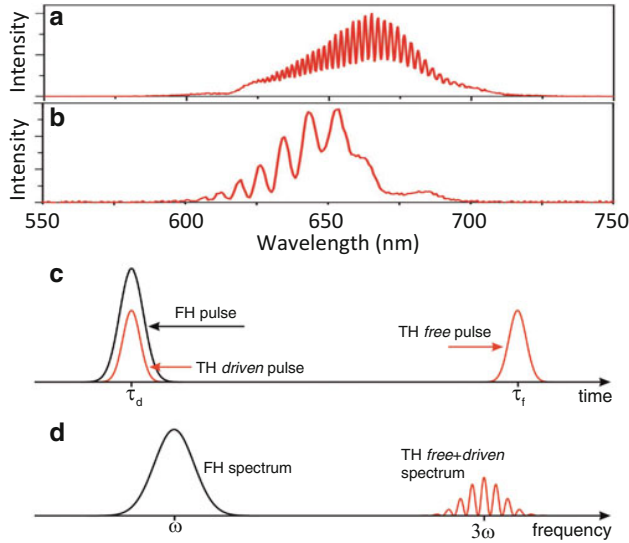 a
Intensity
b
Intensity
550 600 650 700 750
Wavelength (nm)
c
FH pulse
TH driven pulse
TH free pulse
τd
τf
time
d
FH spectrum
TH free+driven
spectrum
ω
3ω
frequency